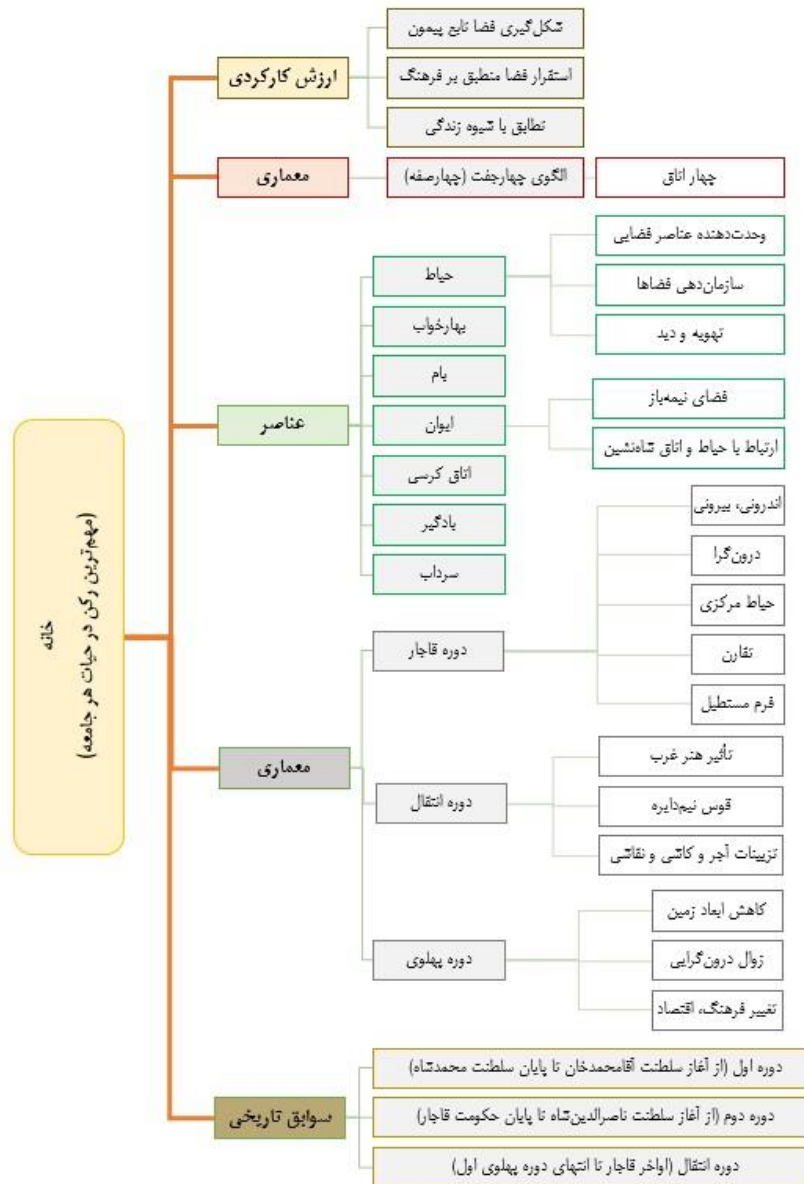 خانه
(مهم‌ترین رکن در حیات هر جامعه)
ارزش کارکردی
شکل‌گیری فضا تابع پیمون
استقرار فضا منطبق بر فرهنگ
تطابق با شیوه زندگی
معماری
الگوی چهارجفت (چهارصفه)
چهار اتاق
عناصر
حیاط
وحدت‌دهنده عناصر فضایی
سازمان‌دهی فضاها
تهویه و دید
بهارخواب
بام
ایوان
فضای نیمه‌باز
ارتباط با حیاط و اتاق شاه‌نشین
اتاق کرسی
بادگیر
سرداب
معماری
دوره قاجار
اندرونی، بیرونی
درون‌گرا
حیاط مرکزی
تقارن
فرم مستطیل
دوره انتقال
تأثیر هنر غرب
قوس نیم‌دایره
تزیینات آجر و کاشی و نقاشی
دوره پهلوی
کاهش ابعاد زمین
زوال درون‌گرایی
تغییر فرهنگ، اقتصاد
سوابق تاریخی
دوره اول (از آغاز سلطنت آقامحمدخان تا پایان سلطنت محمدشاه)
دوره دوم (از آغاز سلطنت ناصرالدین‌شاه تا پایان حکومت قاجار)
دوره انتقال (اواخر قاجار تا انتهای دوره پهلوی اول)